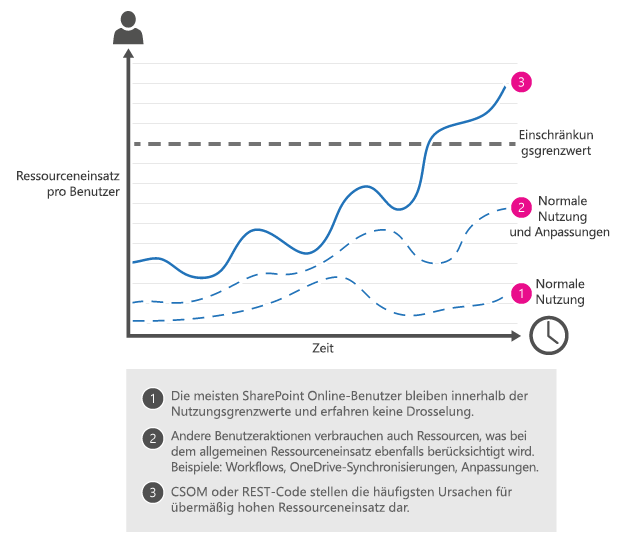 3
Einschränkun
gsgrenzwert
Ressourceneinsatz
pro Benutzer
2
Normale
Nutzung
und Anpassungen
1
Normale
Nutzung
Zeit
1 Die meisten SharePoint Online-Benutzer bleiben innerhalb der
Nutzungsgrenzwerte und erfahren keine Drosselung.
2 Andere Benutzeraktionen verbrauchen auch Ressourcen, was bei
dem allgemeinen Ressourceneinsatz ebenfalls berücksichtigt wird.
Beispiele: Workflows, OneDrive-Synchronisierungen, Anpassungen.
3 CSOM oder REST-Code stellen die häufigsten Ursachen für
übermäßig hohen Ressourceneinsatz dar.